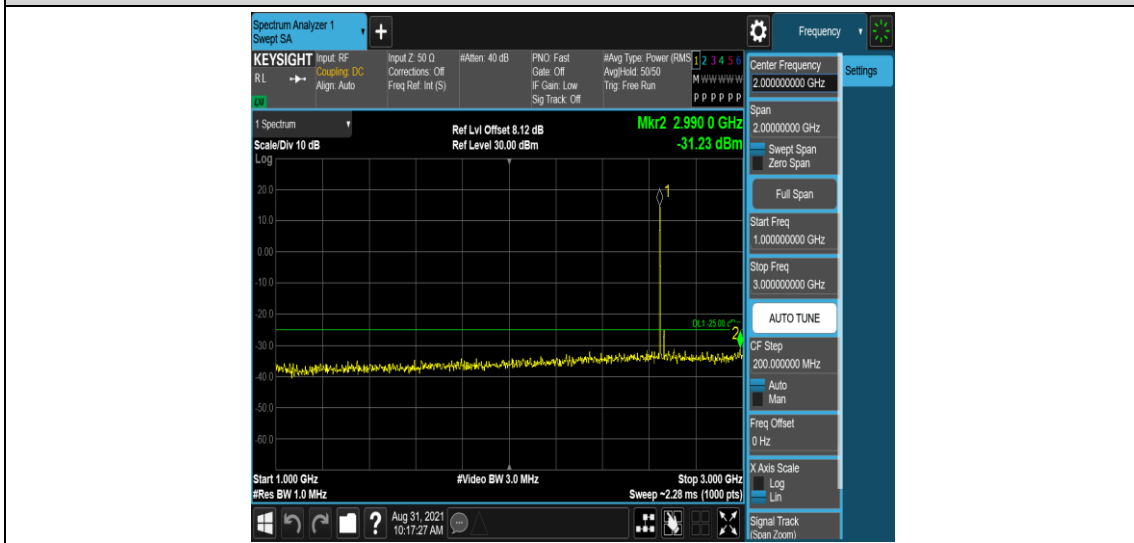 Spectrum Analyzer 1
Swept SA
+
Frequency
KEYSIGHT
RL
LXI
Input: RF
Coupling: DC
Align: Auto
Input Z: 50 Ω
Corrections: Off
Freq Ref: Int (S)
#Atten: 40 dB
PNO: Fast
Gate: Off
IF Gain: Low
Sig Track: Off
#Avg Type: Power (RMS
Avg|Hold: 50/50
Trig: Free Run
1 2 3 4 5 6
M W W W W W
P P P P P P
Center Frequency
2.000000000 GHz
Settings
Span
2.00000000 GHz
Swept Span
Zero Span
Full Span
Start Freq
1.000000000 GHz
Stop Freq
3.000000000 GHz
AUTO TUNE
CF Step
200.000000 MHz
Auto
Man
Freq Offset
0 Hz
X Axis Scale
Log
Lin
Signal Track
(Span Zoom)
1 Spectrum
Scale/Div 10 dB
Ref Lvl Offset 8.12 dB
Ref Level 30.00 dBm
Mkr2 2.990 0 GHz
-31.23 dBm
Log
20.0
10.0
0.00
-10.0
-20.0
-30.0
-40.0
-50.0
-60.0
1
DL1 -25.00
2
Start 1.000 GHz
#Res BW 1.0 MHz
#Video BW 3.0 MHz
Stop 3.000 GHz
Sweep ~2.28 ms (1000 pts)
?
Aug 31, 2021
10:17:27 AM